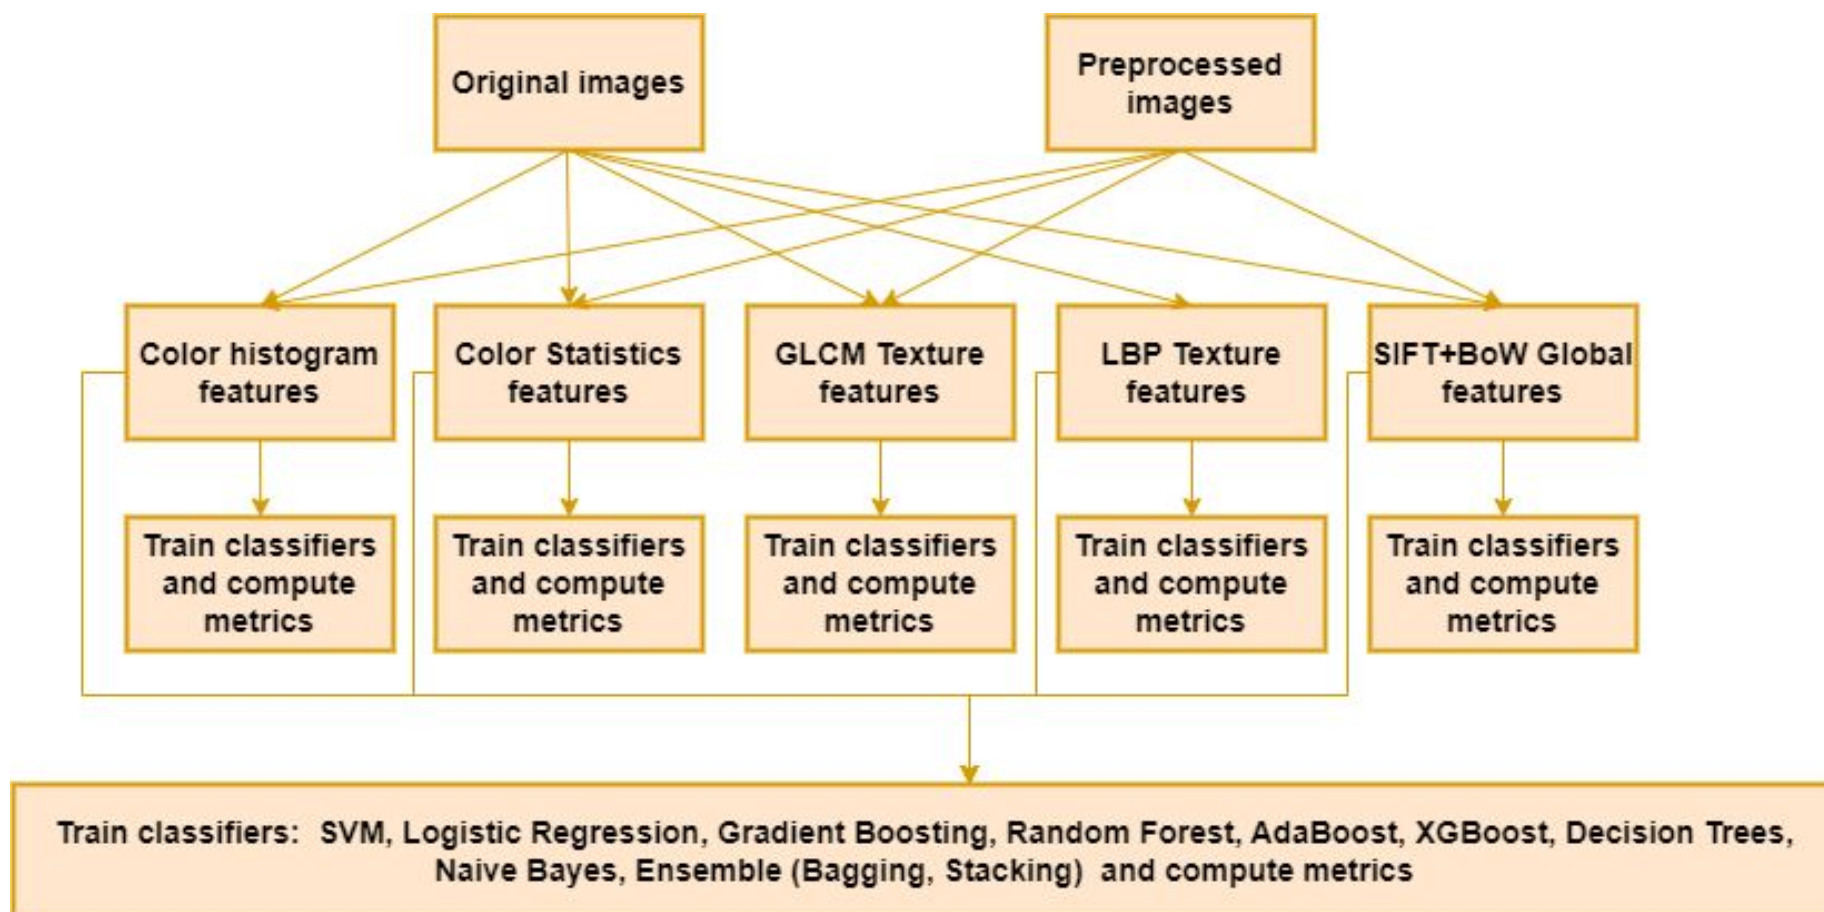 Original images
Preprocessed
images
Color histogram
features
Color Statistics
features
GLCM Texture
features
LBP Texture
features
SIFT+BoW Global
features
Train classifiers
and compute
metrics
Train classifiers
and compute
metrics
Train classifiers
and compute
metrics
Train classifiers
and compute
metrics
Train classifiers
and compute
metrics
Train classifiers: SVM, Logistic Regression, Gradient Boosting, Random Forest, AdaBoost, XGBoost, Decision Trees,
Naive Bayes, Ensemble (Bagging, Stacking) and compute metrics